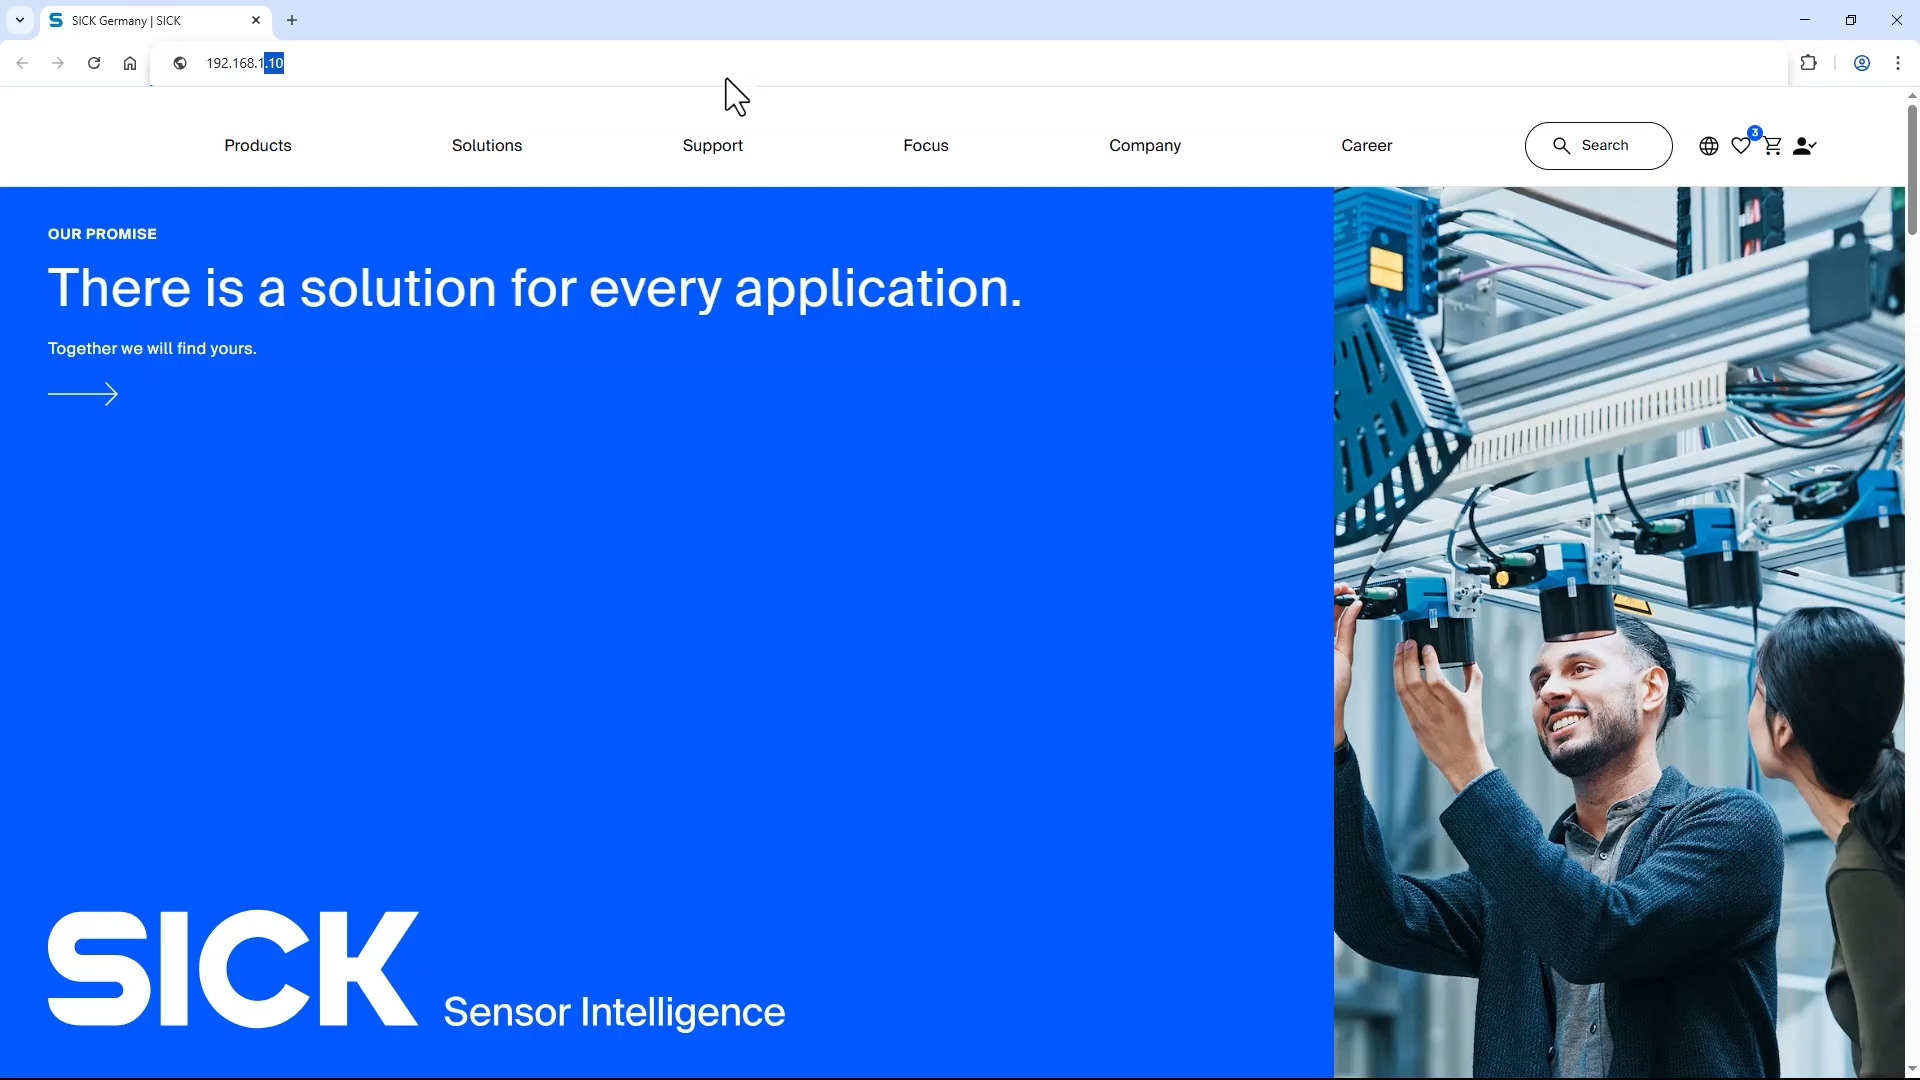 SICK Germany | SICK
192.168.1.10
Products
Solutions
Support
Focus
Company
Career
Search
3
OUR PROMISE
There is a solution for every application.
Together we will find yours.
SICK
Sensor Intelligence